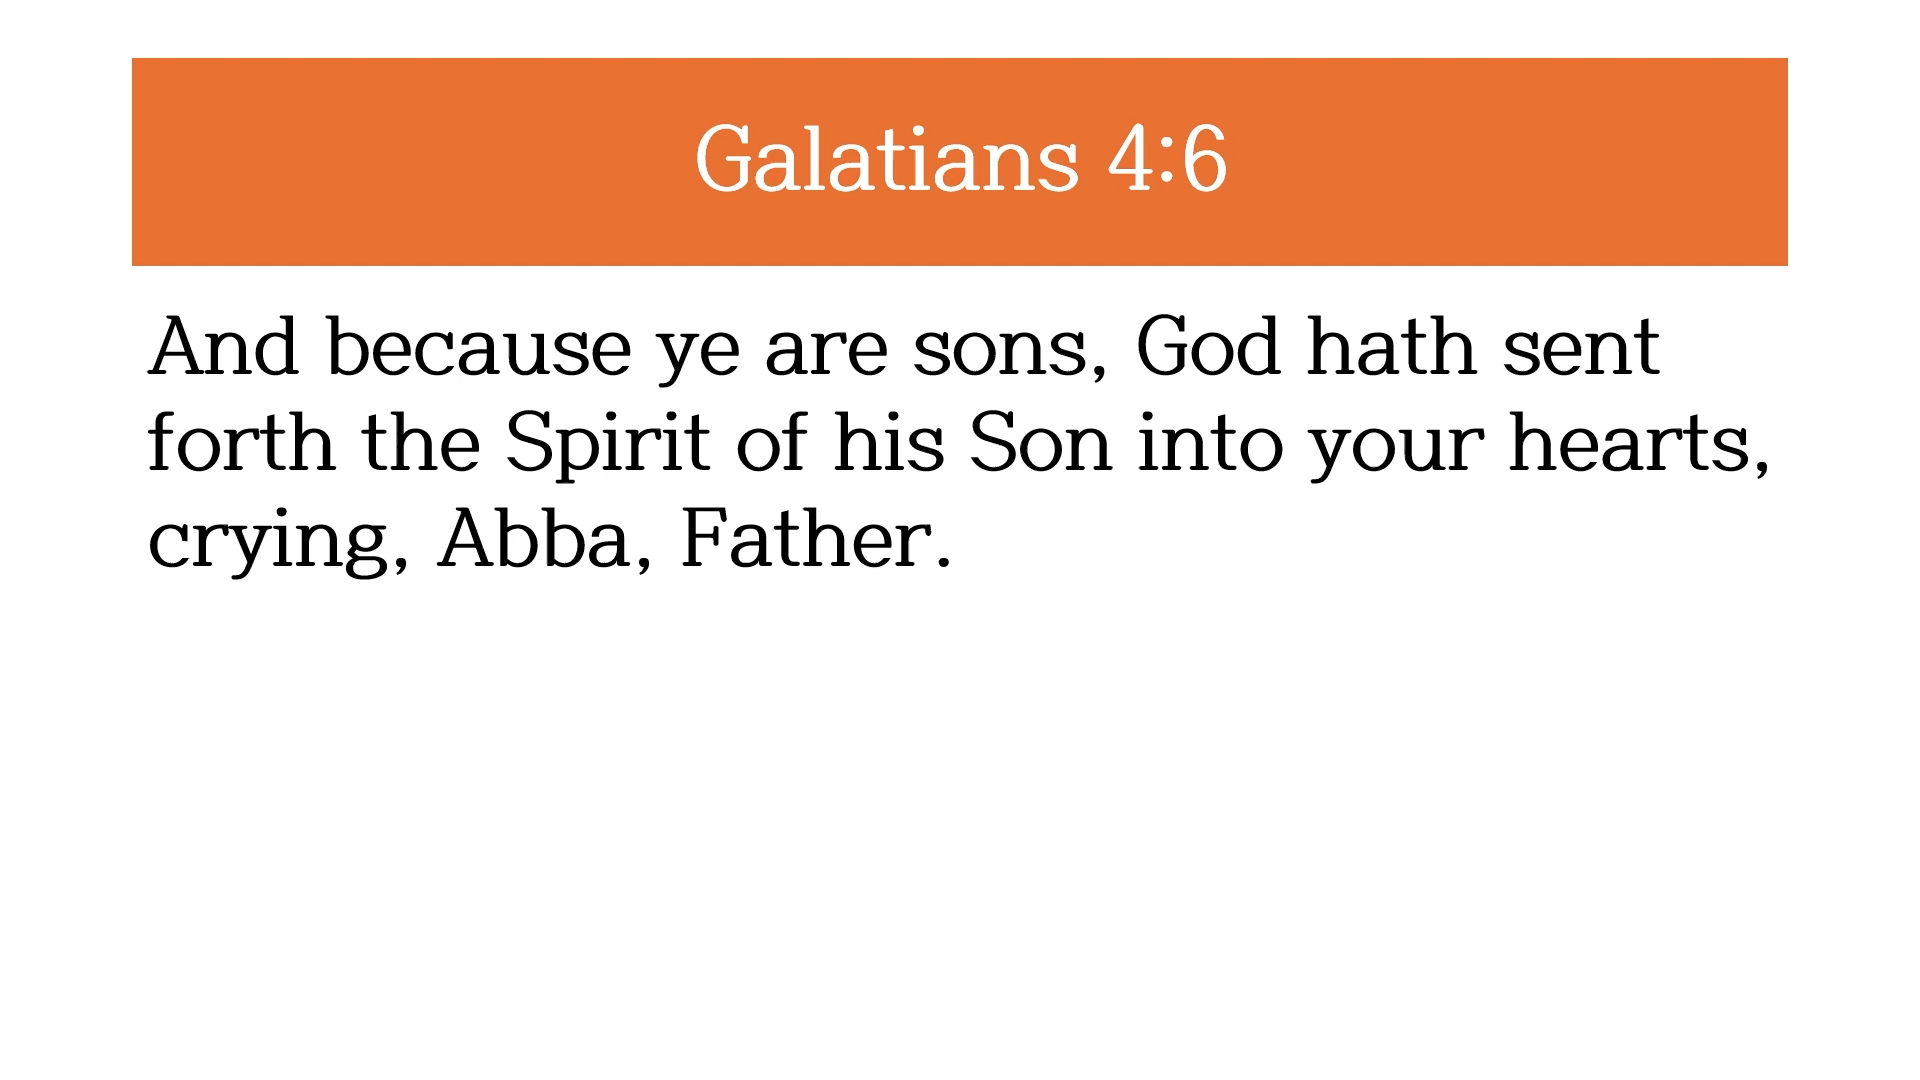 Galatians 4:6
And because ye are sons, God hath sent
forth the Spirit of his Son into your hearts,
crying, Abba, Father.